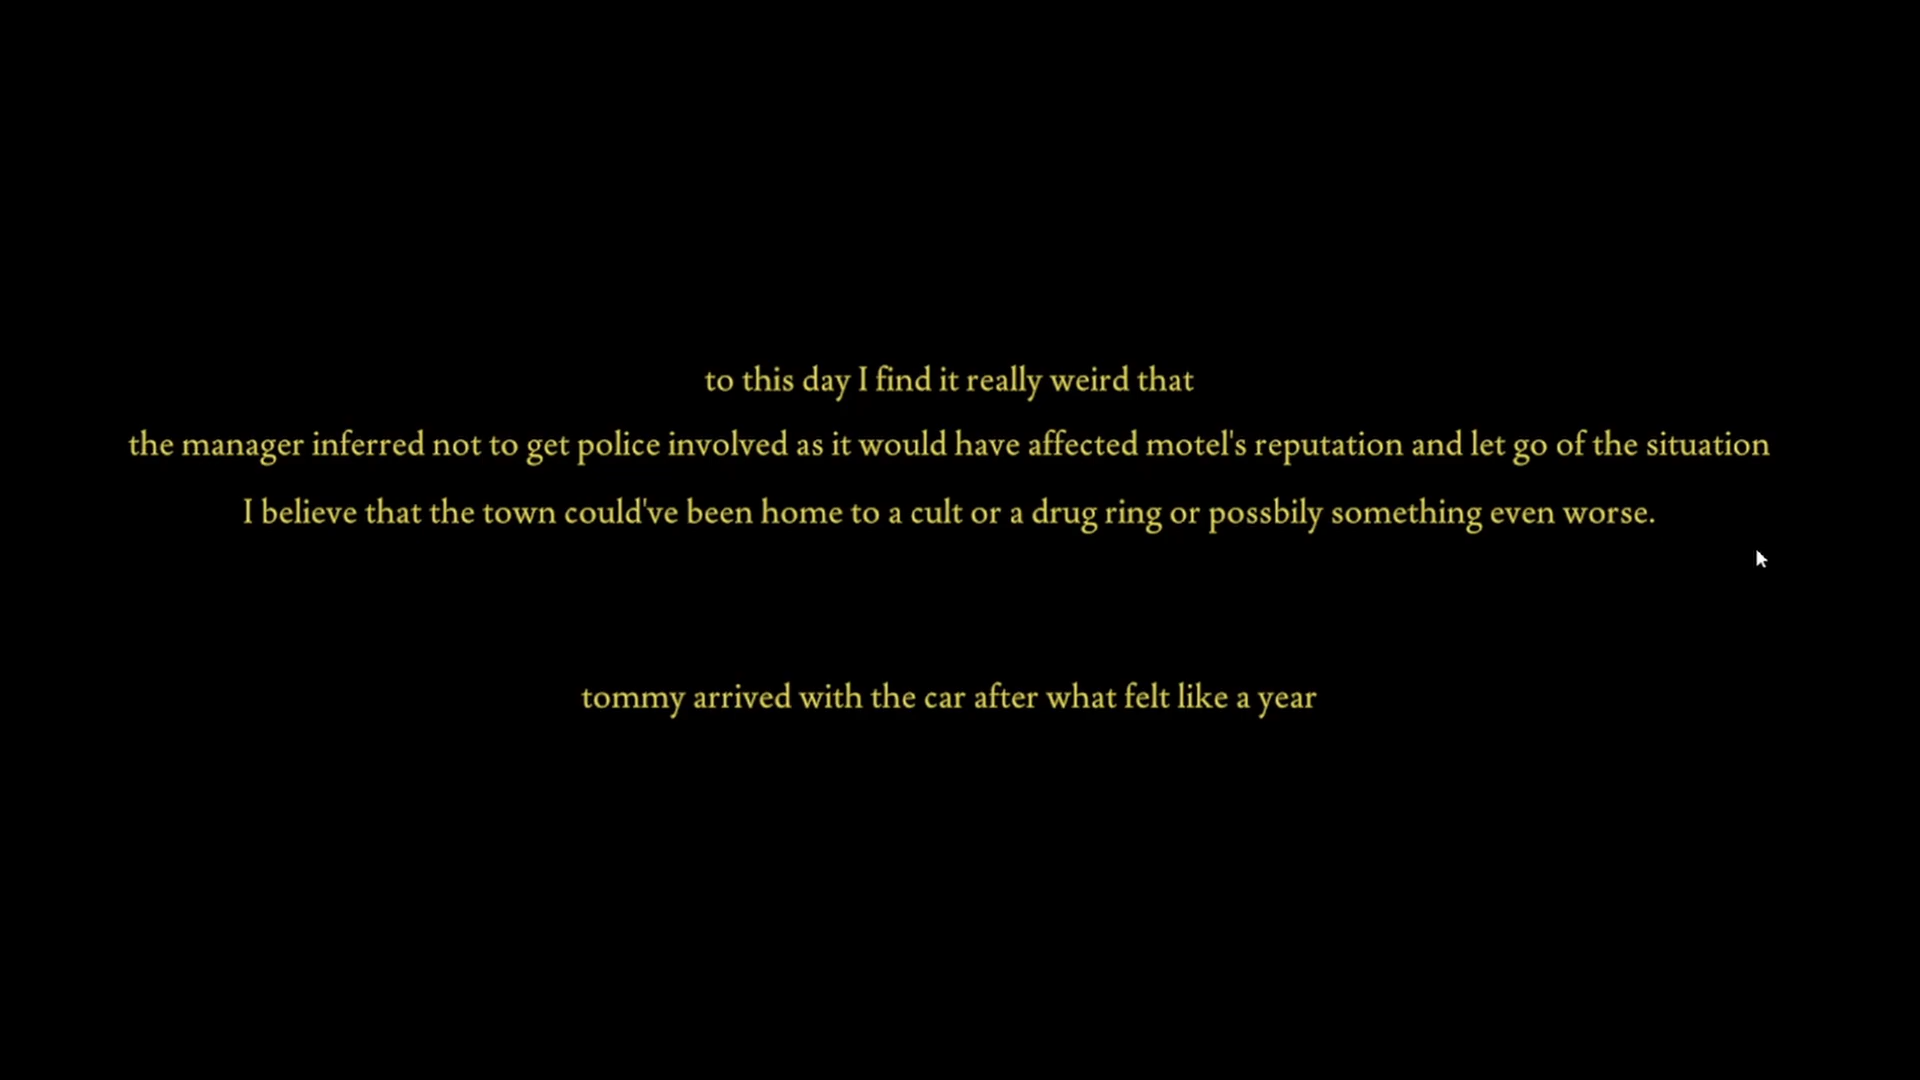 to this day I find it really weird that
the manager inferred not to get police involved as it would have affected motel's reputation and let go of the situation
I believe that the town could've been home to a cult or a drug ring or possbily something even worse.
tommy arrived with the car after what felt like a year